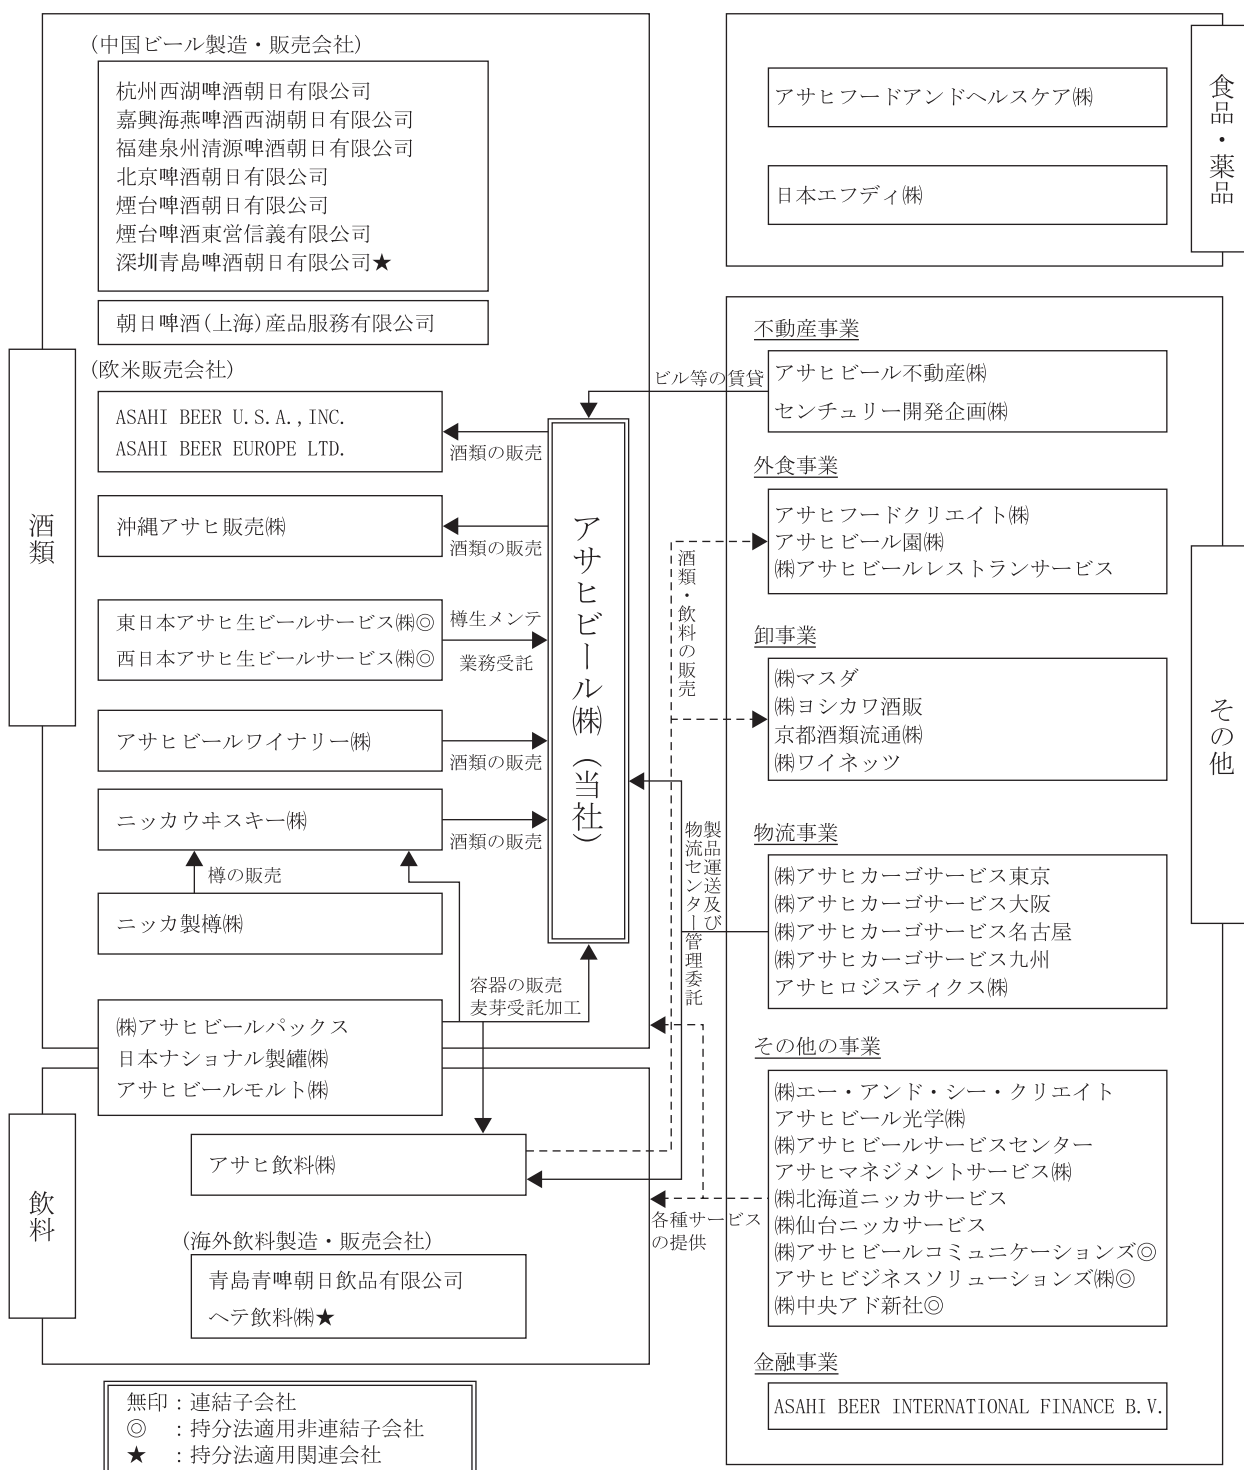 (中国ビール製造・販売会社)
杭州西湖啤酒朝日有限公司
嘉興海燕啤酒西湖朝日有限公司
福建泉州清源啤酒朝日有限公司
北京啤酒朝日有限公司
煙台啤酒朝日有限公司
煙台啤酒東営信義有限公司
深圳青島啤酒朝日有限公司★
朝日啤酒(上海)産品服務有限公司
(欧米販売会社)
ASAHI BEER U.S.A.,INC.
ASAHI BEER EUROPE LTD.
酒類の販売
沖縄アサヒ販売㈱
酒類の販売
酒類
東日本アサヒ生ビールサービス㈱◎
西日本アサヒ生ビールサービス㈱◎
樽生メンテ
業務受託
アサヒビールワイナリー㈱
酒類の販売
ニッカウヰスキー㈱
酒類の販売
樽の販売
ニッカ製樽㈱
アサヒビール㈱(当社)
容器の販売
麦芽受託加工
㈱アサヒビールパックス
日本ナショナル製罐㈱
アサヒビールモルト㈱
飲料
アサヒ飲料㈱
(海外飲料製造・販売会社)
青島青啤朝日飲品有限公司
ヘテ飲料㈱★
無印：連結子会社
◎　：持分法適用非連結子会社
★　：持分法適用関連会社
食品・薬品
アサヒフードアンドヘルスケア㈱
日本エフディ㈱
その他
不動産事業
ビル等の賃貸
アサヒビール不動産㈱
センチュリー開発企画㈱
外食事業
アサヒフードクリエイト㈱
アサヒビール園㈱
㈱アサヒビールレストランサービス
酒類・飲料の販売
卸事業
㈱マスダ
㈱ヨシカワ酒販
京都酒類流通㈱
㈱ワイネッツ
物流事業
製品運送及び
物流センター管理委託
㈱アサヒカーゴサービス東京
㈱アサヒカーゴサービス大阪
㈱アサヒカーゴサービス名古屋
㈱アサヒカーゴサービス九州
アサヒロジスティクス㈱
その他の事業
㈱エー・アンド・シー・クリエイト
アサヒビール光学㈱
㈱アサヒビールサービスセンター
アサヒマネジメントサービス㈱
㈱北海道ニッカサービス
㈱仙台ニッカサービス
㈱アサヒビールコミュニケーションズ◎
アサヒビジネスソリューションズ㈱◎
㈱中央アド新社◎
各種サービス
の提供
金融事業
ASAHI BEER INTERNATIONAL FINANCE B.V.